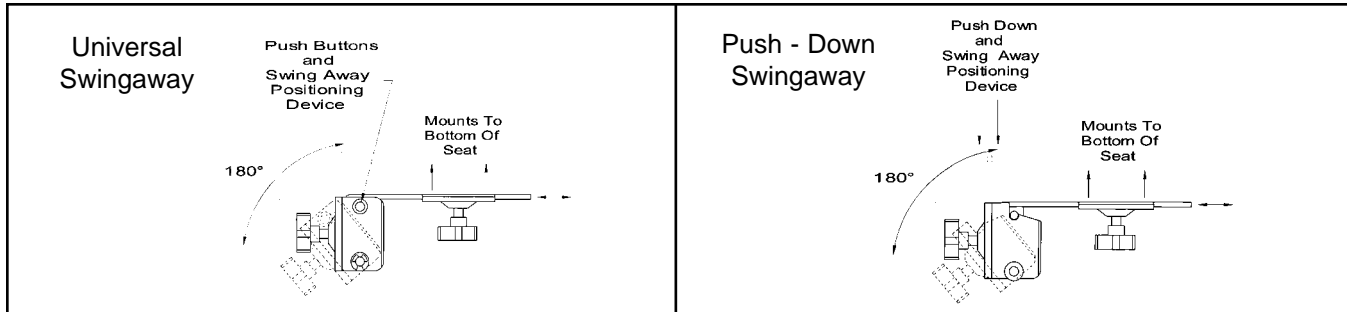 Universal
Swingaway
Push Buttons
and
Swing Away
Positioning
Device
Mounts To
Bottom Of
Seat
180°
Push - Down
Swingaway
Push Down
and
Swing Away
Positioning
Device
Mounts To
Bottom Of
Seat
180°